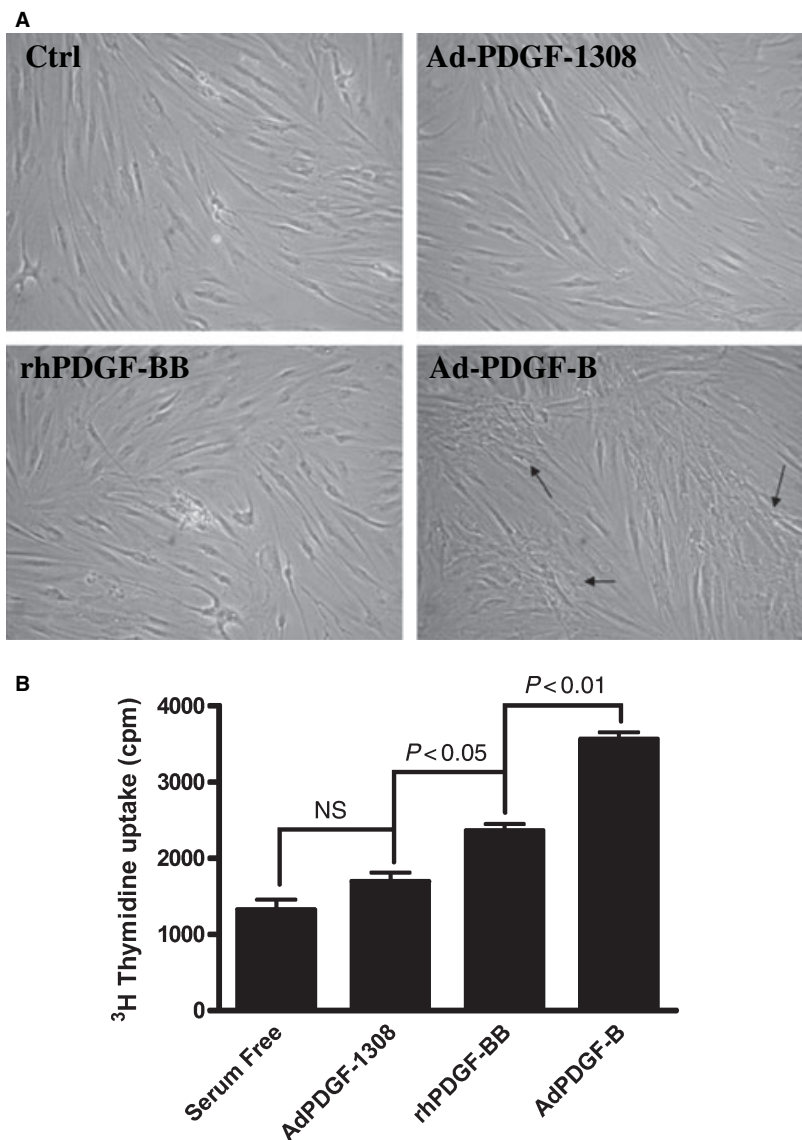 A
Ctrl
Ad-PDGF-1308
rhPDGF-BB
Ad-PDGF-B
B
P<0.01
P<0.05
NS
4000
3000
2000
1000
0
³H Thymidine uptake (cpm)
Serum Free
AdPDGF-1308
rhPDGF-BB
AdPDGF-B